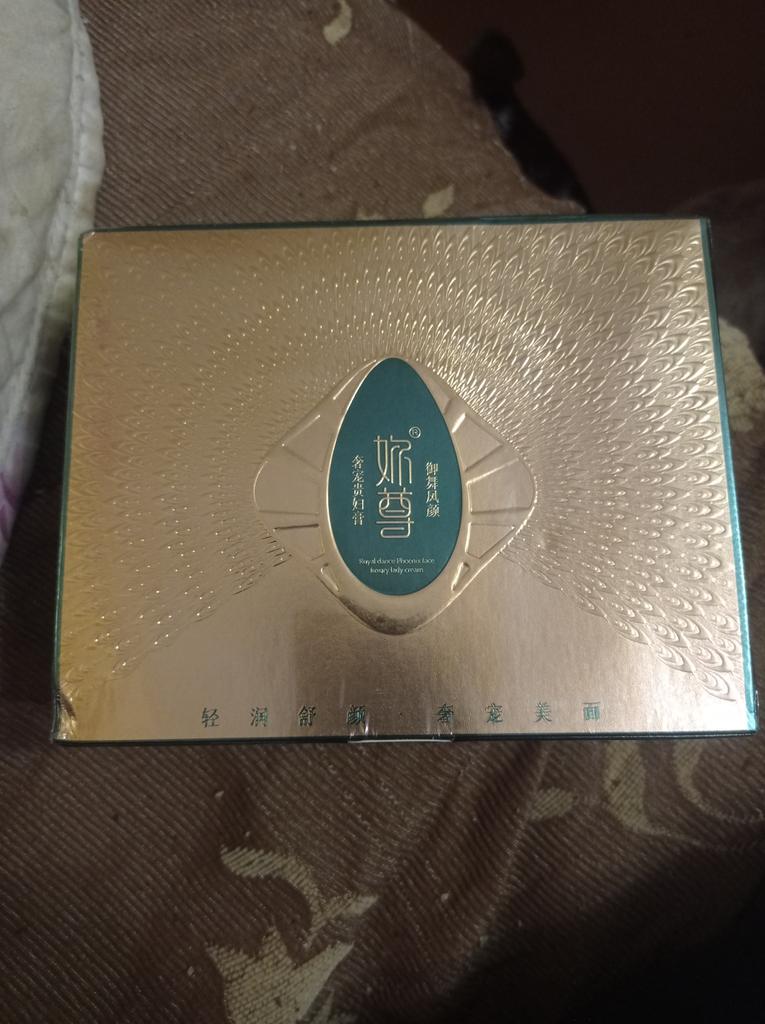 妳尊®
御舞凤颜
奢宠贵妇膏
Royal dance Phoenix face
luxury lady cream
轻润舒颜·奢宠美面